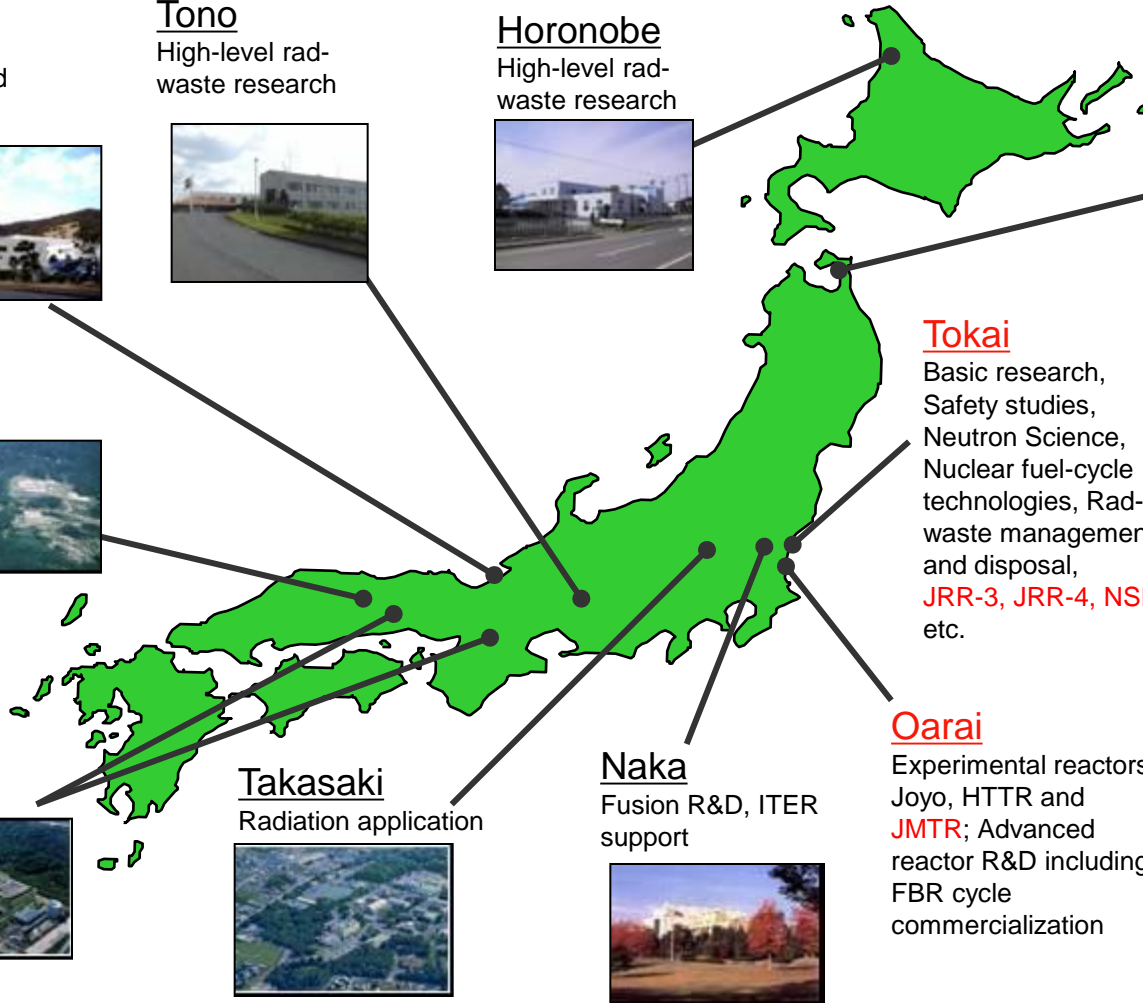 Tono
High-level rad-
waste research
Horonobe
High-level rad-
waste research
d
Tokai
Basic research,
Safety studies,
Neutron Science,
Nuclear fuel-cycle
technologies, Rad-
waste managemen
and disposal,
JRR-3, JRR-4, NS
etc.
Takasaki
Radiation application
Naka
Fusion R&D, ITER
support
Oarai
Experimental reactors
Joyo, HTTR and
JMTR; Advanced
reactor R&D including
FBR cycle
commercialization